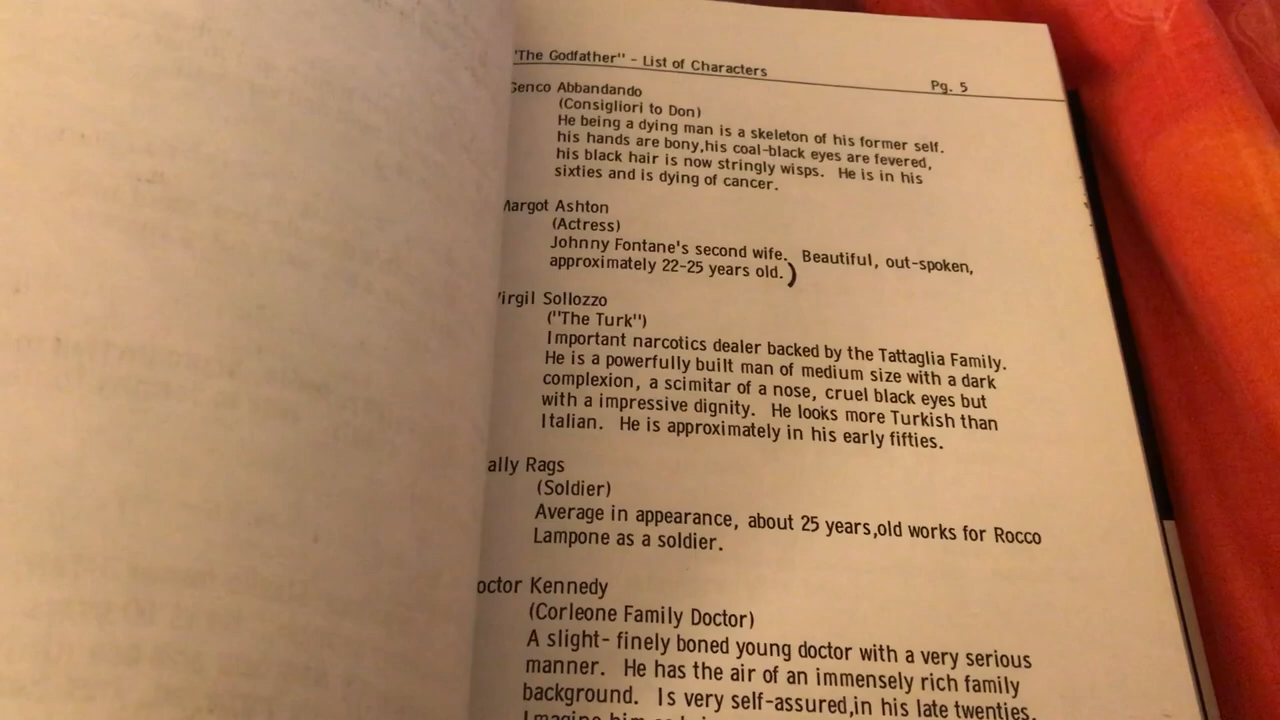 "The Godfather" - List of Characters Pg. 5
Genco Abbandando
(Consigliori to Don)
He being a dying man is a skeleton of his former self.
his hands are bony,his coal-black eyes are fevered,
his black hair is now stringly wisps. He is in his
sixties and is dying of cancer.
Margot Ashton
(Actress)
Johnny Fontane's second wife. Beautiful, out-spoken,
approximately 22-25 years old.)
Virgil Sollozzo
("The Turk")
Important narcotics dealer backed by the Tattaglia Family.
He is a powerfully built man of medium size with a dark
complexion, a scimitar of a nose, cruel black eyes but
with a impressive dignity. He looks more Turkish than
Italian. He is approximately in his early fifties.
ally Rags
(Soldier)
Average in appearance, about 25 years,old works for Rocco
Lampone as a soldier.
octor Kennedy
(Corleone Family Doctor)
A slight- finely boned young doctor with a very serious
manner. He has the air of an immensely rich family
background. Is very self-assured,in his late twenties.
Imagine him